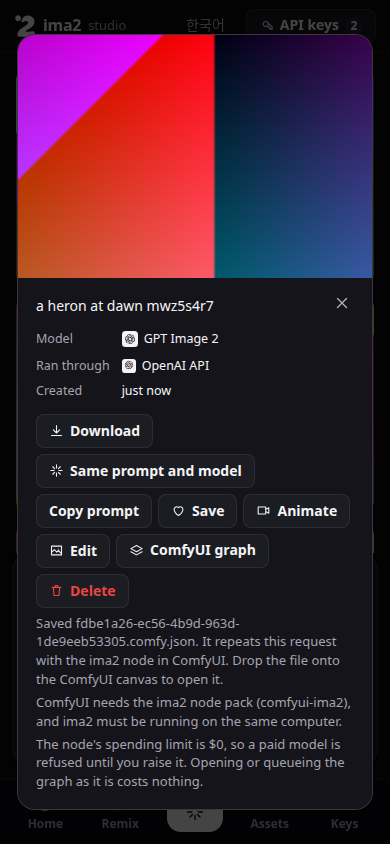 ima2 studio 한국어 API keys 2
a heron at dawn mwz5s4r7
Model GPT Image 2
Ran through OpenAI API
Created just now
Download
Same prompt and model
Copy prompt Save Animate
Edit ComfyUI graph
Delete
Saved fdbe1a26-ec56-4b9d-963d-
1de9eeb53305.comfy.json. It repeats this request
with the ima2 node in ComfyUI. Drop the file onto
the ComfyUI canvas to open it.
ComfyUI needs the ima2 node pack (comfyui-ima2),
and ima2 must be running on the same computer.
The node's spending limit is $0, so a paid model is
refused until you raise it. Opening or queueing the
graph as it is costs nothing.
Home Remix Assets Keys